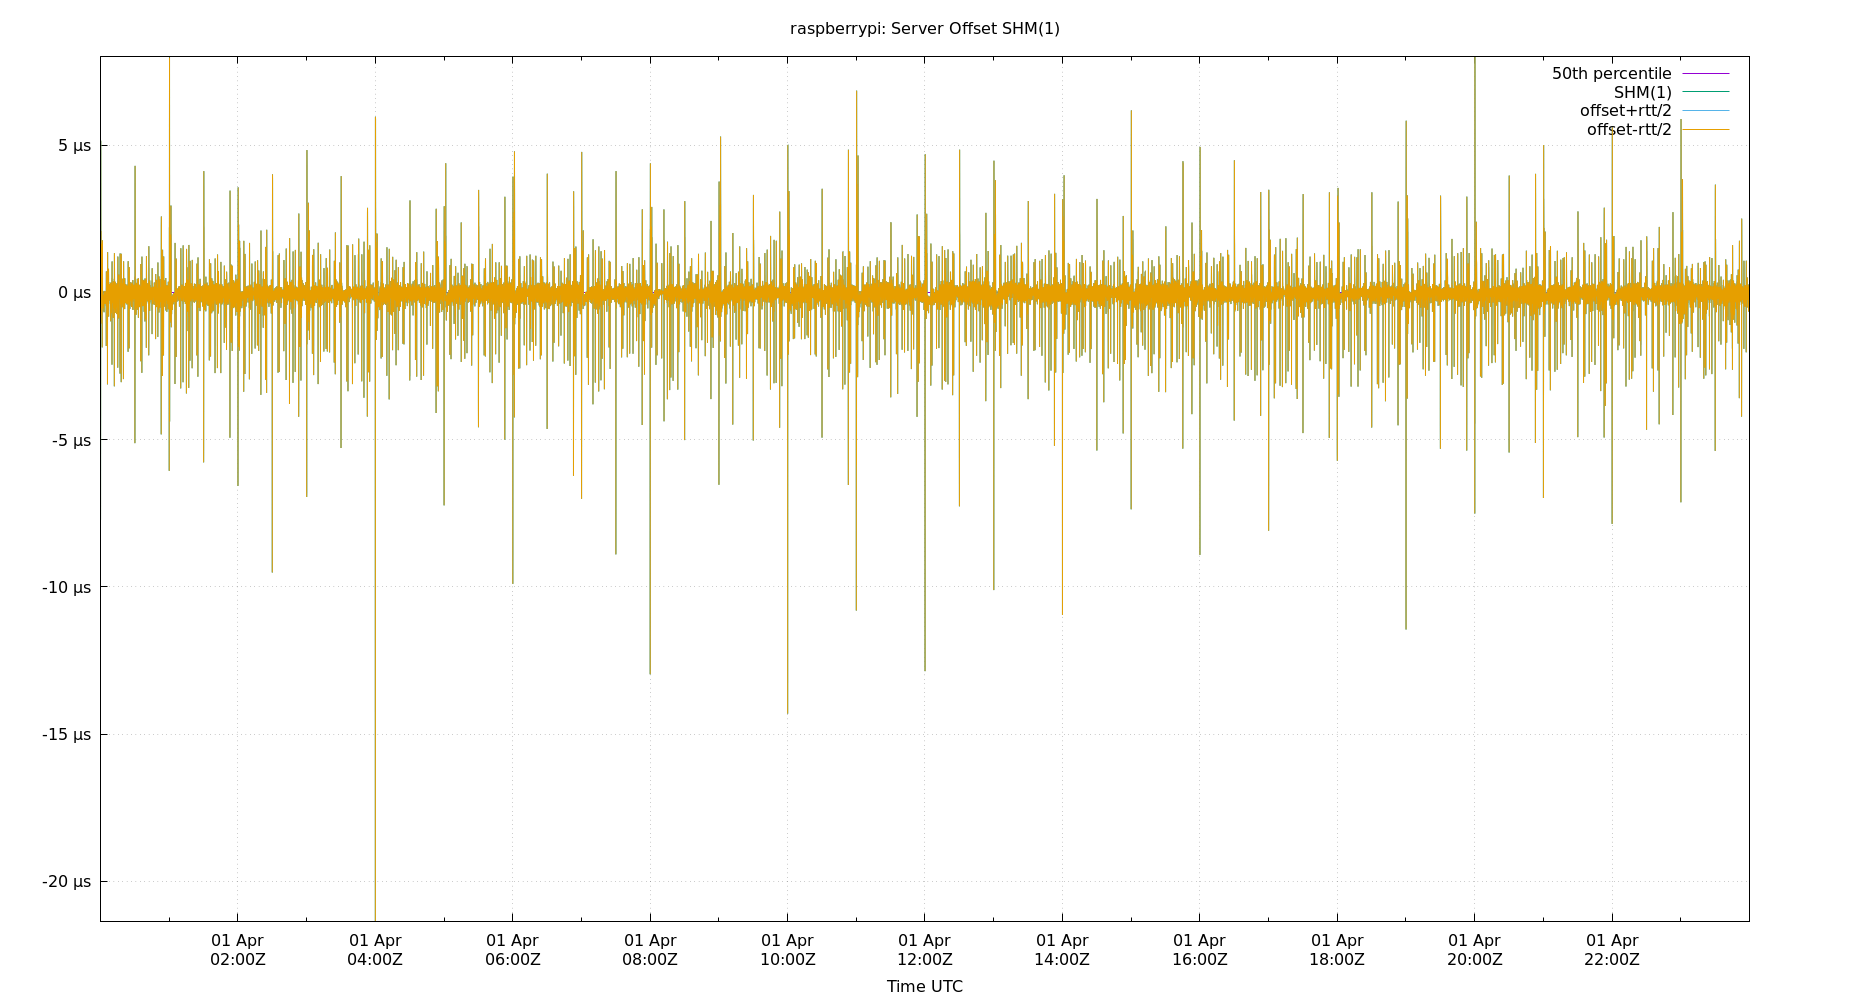 raspberrypi: Server Offset SHM(1)
50th percentile
SHM(1)
offset+rtt/2
offset-rtt/2
5 µs
0 µs
-5 µs
-10 µs
-15 µs
-20 µs
01 Apr 01 Apr 01 Apr 01 Apr 01 Apr 01 Apr 01 Apr 01 Apr 01 Apr 01 Apr 01 Apr
02:00Z 04:00Z 06:00Z 08:00Z 10:00Z 12:00Z 14:00Z 16:00Z 18:00Z 20:00Z 22:00Z
Time UTC